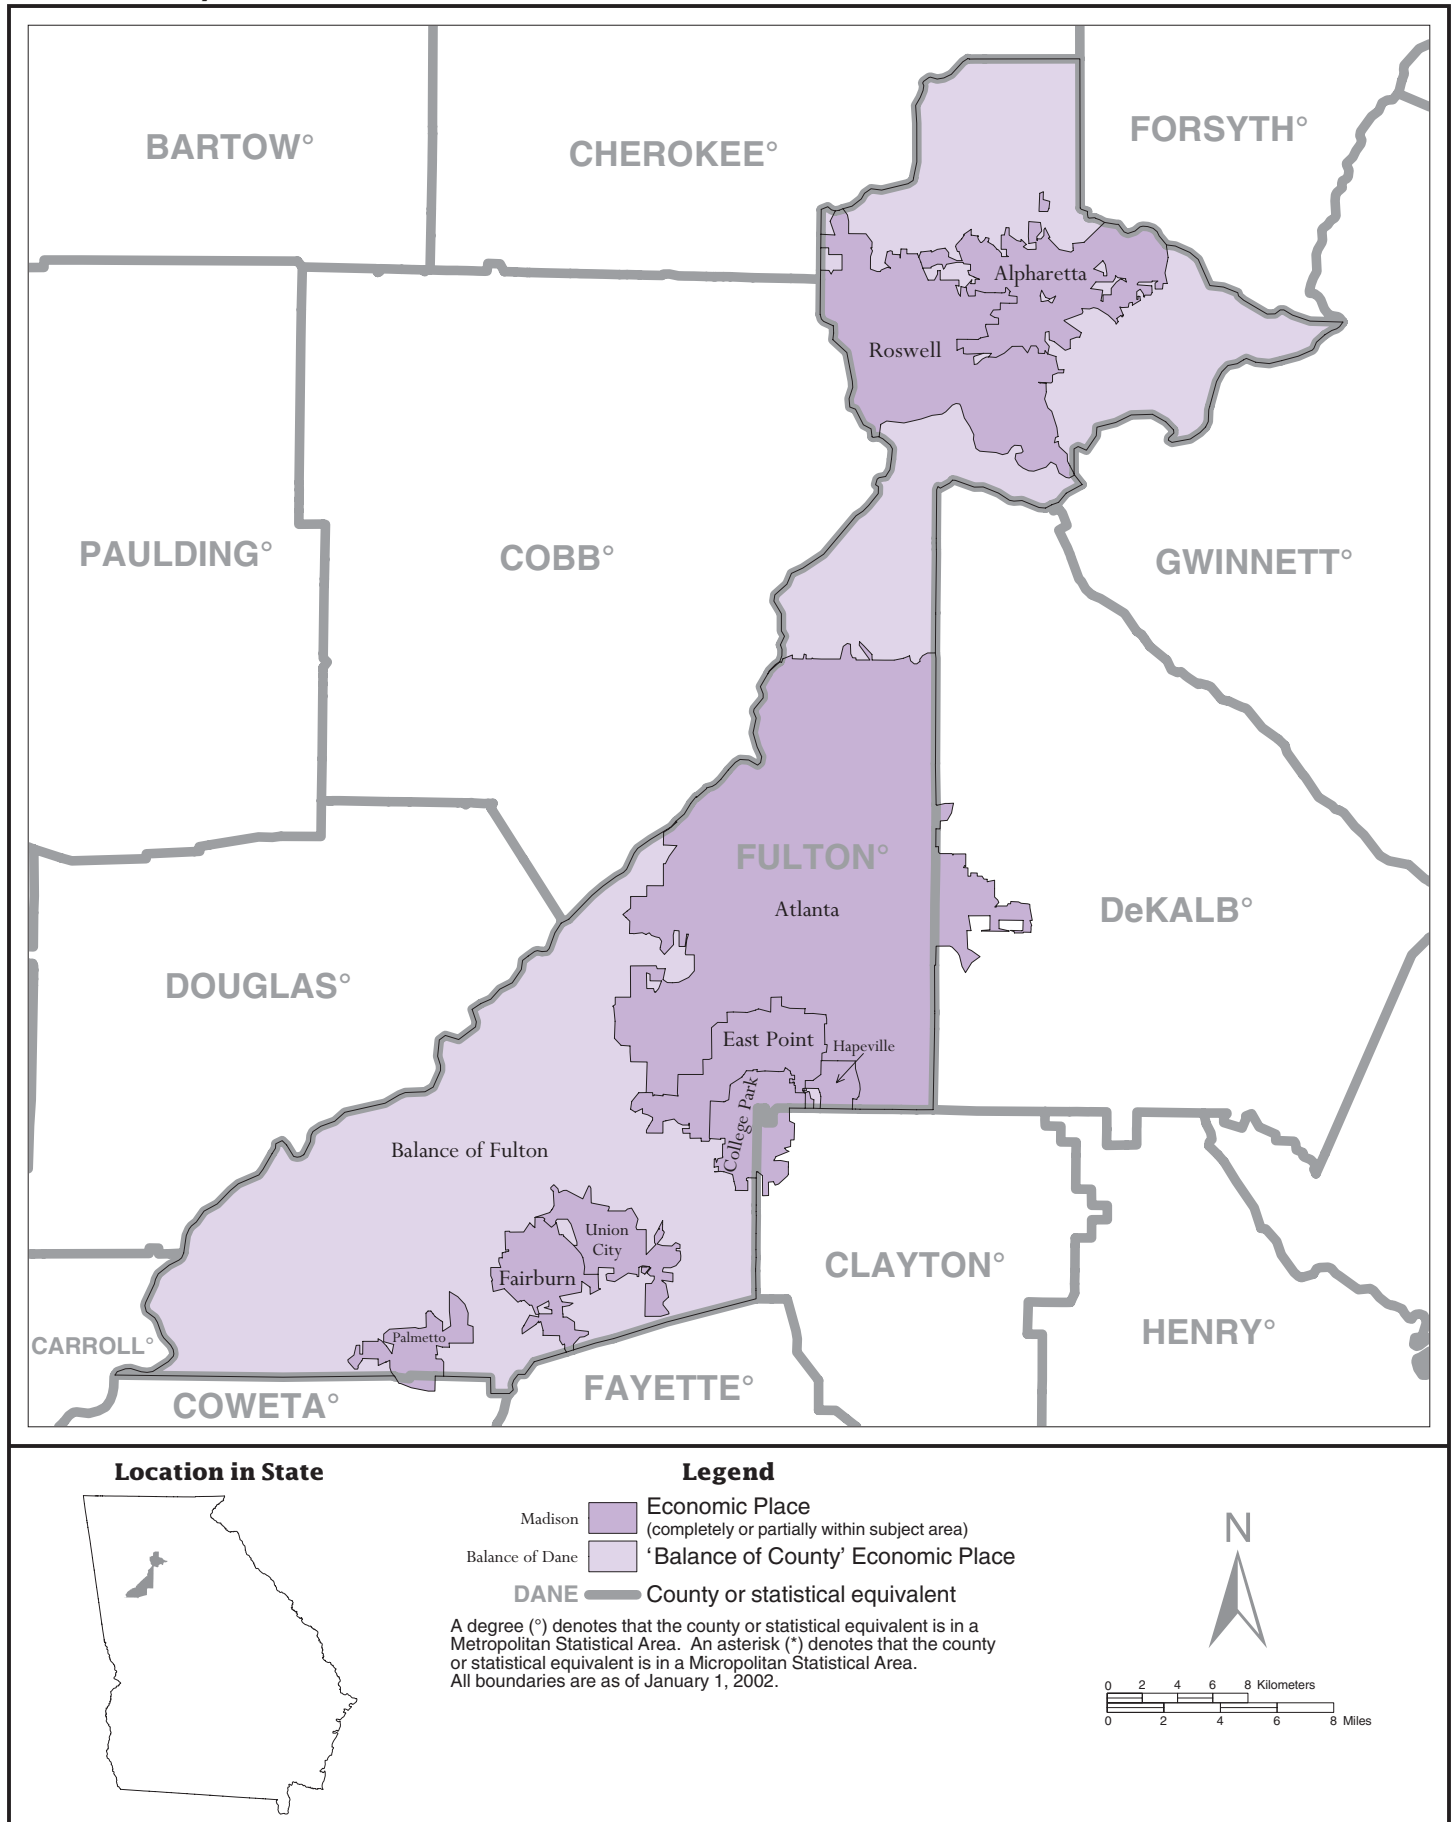 BARTOW°
CHEROKEE°
FORSYTH°
Alpharetta
Roswell
PAULDING°
COBB°
GWINNETT°
FULTON°
Atlanta
DeKALB°
DOUGLAS°
East Point
Hapeville
College Park
Balance of Fulton
Union
City
Fairburn
CLAYTON°
Palmetto
CARROLL°
HENRY°
COWETA°
FAYETTE°
Location in State
Legend
Madison
Economic Place
(completely or partially within subject area)
Balance of Dane
‘Balance of County’ Economic Place
DANE
County or statistical equivalent
A degree (°) denotes that the county or statistical equivalent is in a
Metropolitan Statistical Area. An asterisk (*) denotes that the county
or statistical equivalent is in a Micropolitan Statistical Area.
All boundaries are as of January 1, 2002.
N
0 2 4 6 8 Kilometers
0 2 4 6 8 Miles